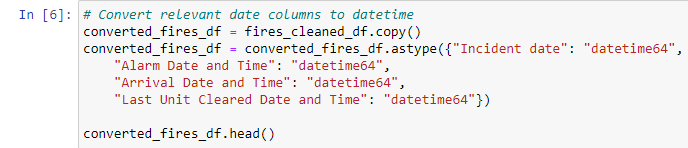 In [6]: # Convert relevant date columns to datetime
converted_fires_df = fires_cleaned_df.copy()
converted_fires_df = converted_fires_df.astype({"Incident date": "datetime64",
    "Alarm Date and Time": "datetime64",
    "Arrival Date and Time": "datetime64",
    "Last Unit Cleared Date and Time": "datetime64"})

converted_fires_df.head()